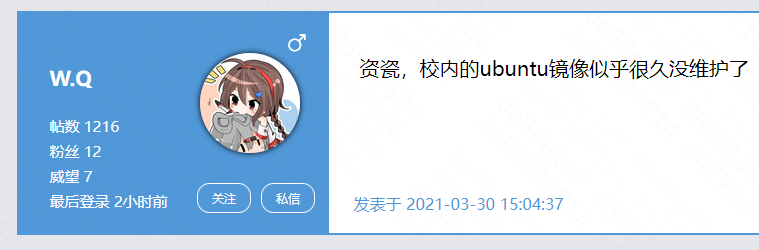 W.Q
帖数 1216
粉丝 12
威望 7
最后登录 2小时前
关注
私信
资瓷，校内的ubuntu镜像似乎很久没维护了
发表于 2021-03-30 15:04:37